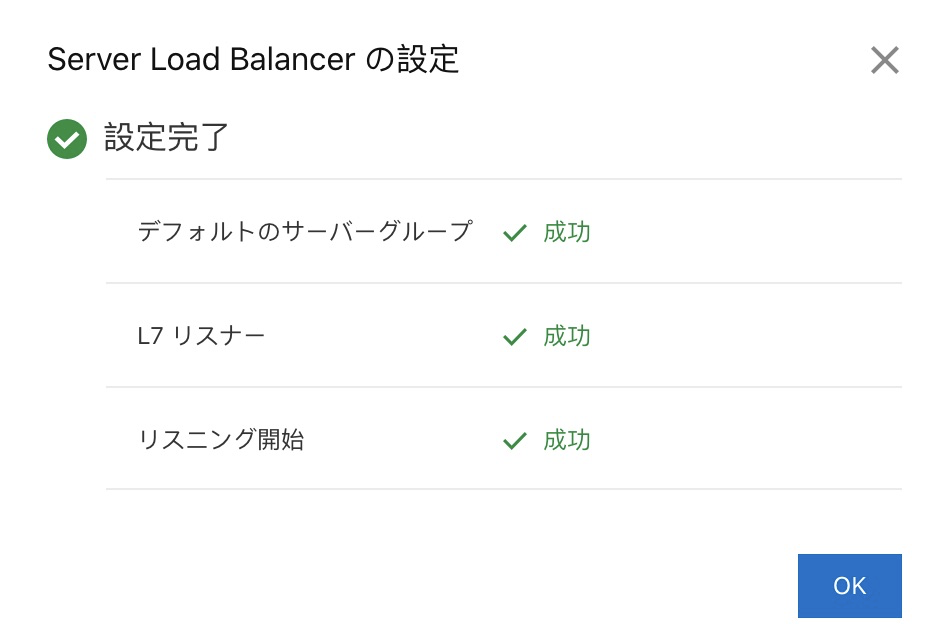 Server Load Balancer の設定
設定完了
デフォルトのサーバーグループ 成功
L7 リスナー 成功
リスニング開始 成功
OK